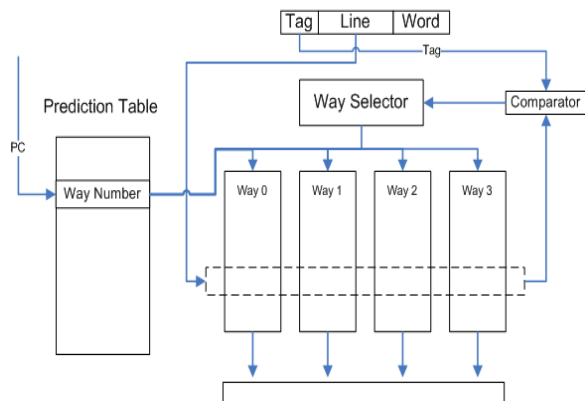 Tag Line Word
Tag
Way Selector
Comparator
Prediction Table
PC
Way Number
Way 0 Way 1 Way 2 Way 3